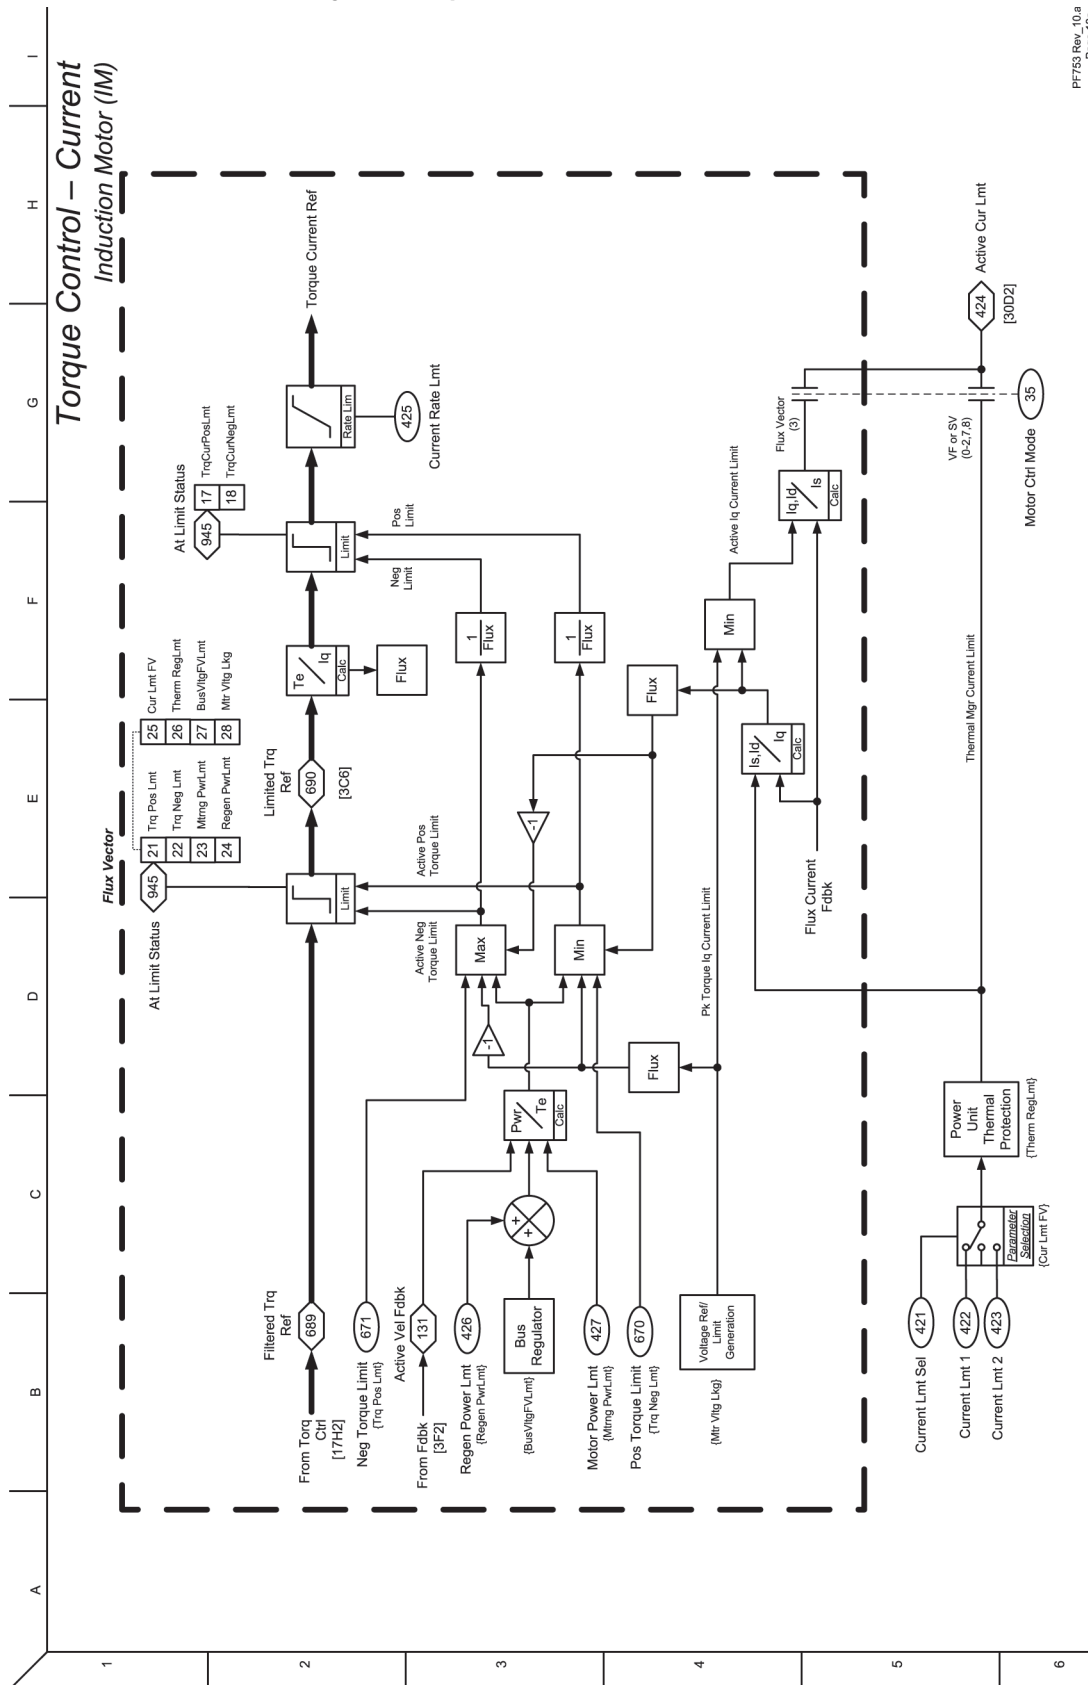 Torque Control – Current
Induction Motor (IM)
A
B
C
D
E
F
G
H
I
1
2
3
4
5
6
Flux Vector
At Limit Status
945
21 Trq Pos Lmt
22 Trq Neg Lmt
23 Mtrng PwrLmt
24 Regen PwrLmt
25 Cur Lmt FV
26 Therm RegLmt
27 BusVltgFVLmt
28 Mtr Vltg Lkg
At Limit Status
945
17 TrqCurPosLmt
18 TrqCurNegLmt
From Torq
Ctrl
[17H2]
Filtered Trq
Ref
689
Limit
Limited Trq
Ref
690
[3C6]
Te
Iq
Calc
Flux
Limit
Neg
Limit
Pos
Limit
Rate Lim
425
Current Rate Lmt
Torque Current Ref
Neg Torque Limit
{Trq Pos Lmt}
671
Active Vel Fdbk
From Fdbk
[3F2]
131
Regen Power Lmt
{Regen PwrLmt}
426
Bus
Regulator
{BusVltgFVLmt}
+
+
Pwr
Te
Calc
-1
Max
Active Neg
Torque Limit
Active Pos
Torque Limit
-1
1
Flux
Motor Power Lmt
{Mtrng PwrLmt}
427
Pos Torque Limit
{Trq Neg Lmt}
670
Min
1
Flux
Voltage Ref/
Limit
Generation
{Mtr Vltg Lkg}
Flux
Pk Torque Iq Current Limit
Flux
Min
Active Iq Current Limit
Is,Id
Iq
Calc
Iq,Id
Is
Calc
Flux Current
Fdbk
Flux Vector
(3)
Current Lmt Sel
421
Current Lmt 1
422
Current Lmt 2
423
Parameter
Selection
{Cur Lmt FV}
Power
Unit
Thermal
Protection
{Therm RegLmt}
Thermal Mgr Current Limit
VF or SV
(0-2,7,8)
35
Motor Ctrl Mode
424
Active Cur Lmt
[30D2]
PF753 Rev_10.a